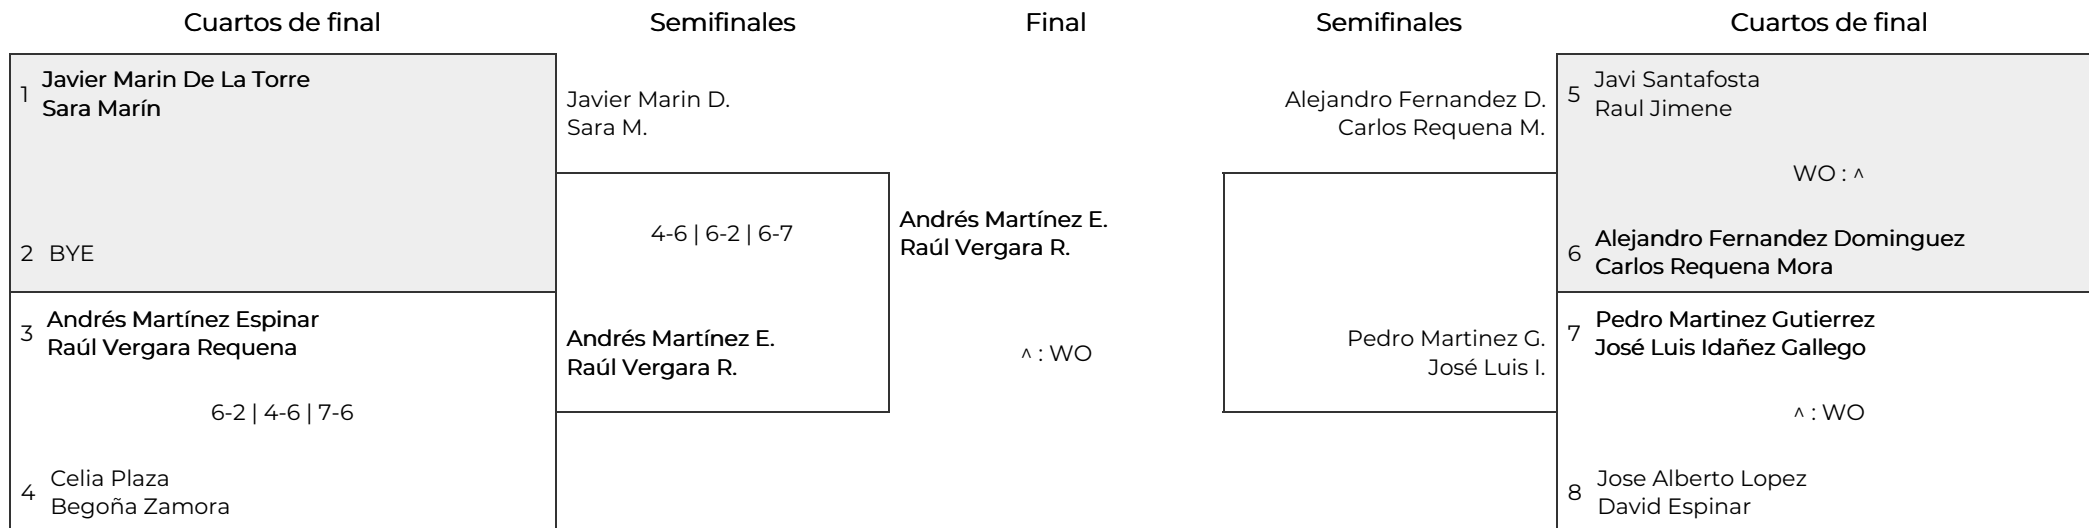 Cuartos de final
Semifinales
Final
Semifinales
Cuartos de final
1
Javier Marin De La Torre
Sara Marín
2 BYE
3
Andrés Martínez Espinar
Raúl Vergara Requena
6-2 | 4-6 | 7-6
4
Celia Plaza
Begoña Zamora
Javier Marin D.
Sara M.
4-6 | 6-2 | 6-7
Andrés Martínez E.
Raúl Vergara R.
Andrés Martínez E.
Raúl Vergara R.
^ : WO
Alejandro Fernandez D.
Carlos Requena M.
Pedro Martinez G.
José Luis I.
5
Javi Santafosta
Raul Jimene
WO : ^
6
Alejandro Fernandez Dominguez
Carlos Requena Mora
7
Pedro Martinez Gutierrez
José Luis Idañez Gallego
^ : WO
8
Jose Alberto Lopez
David Espinar